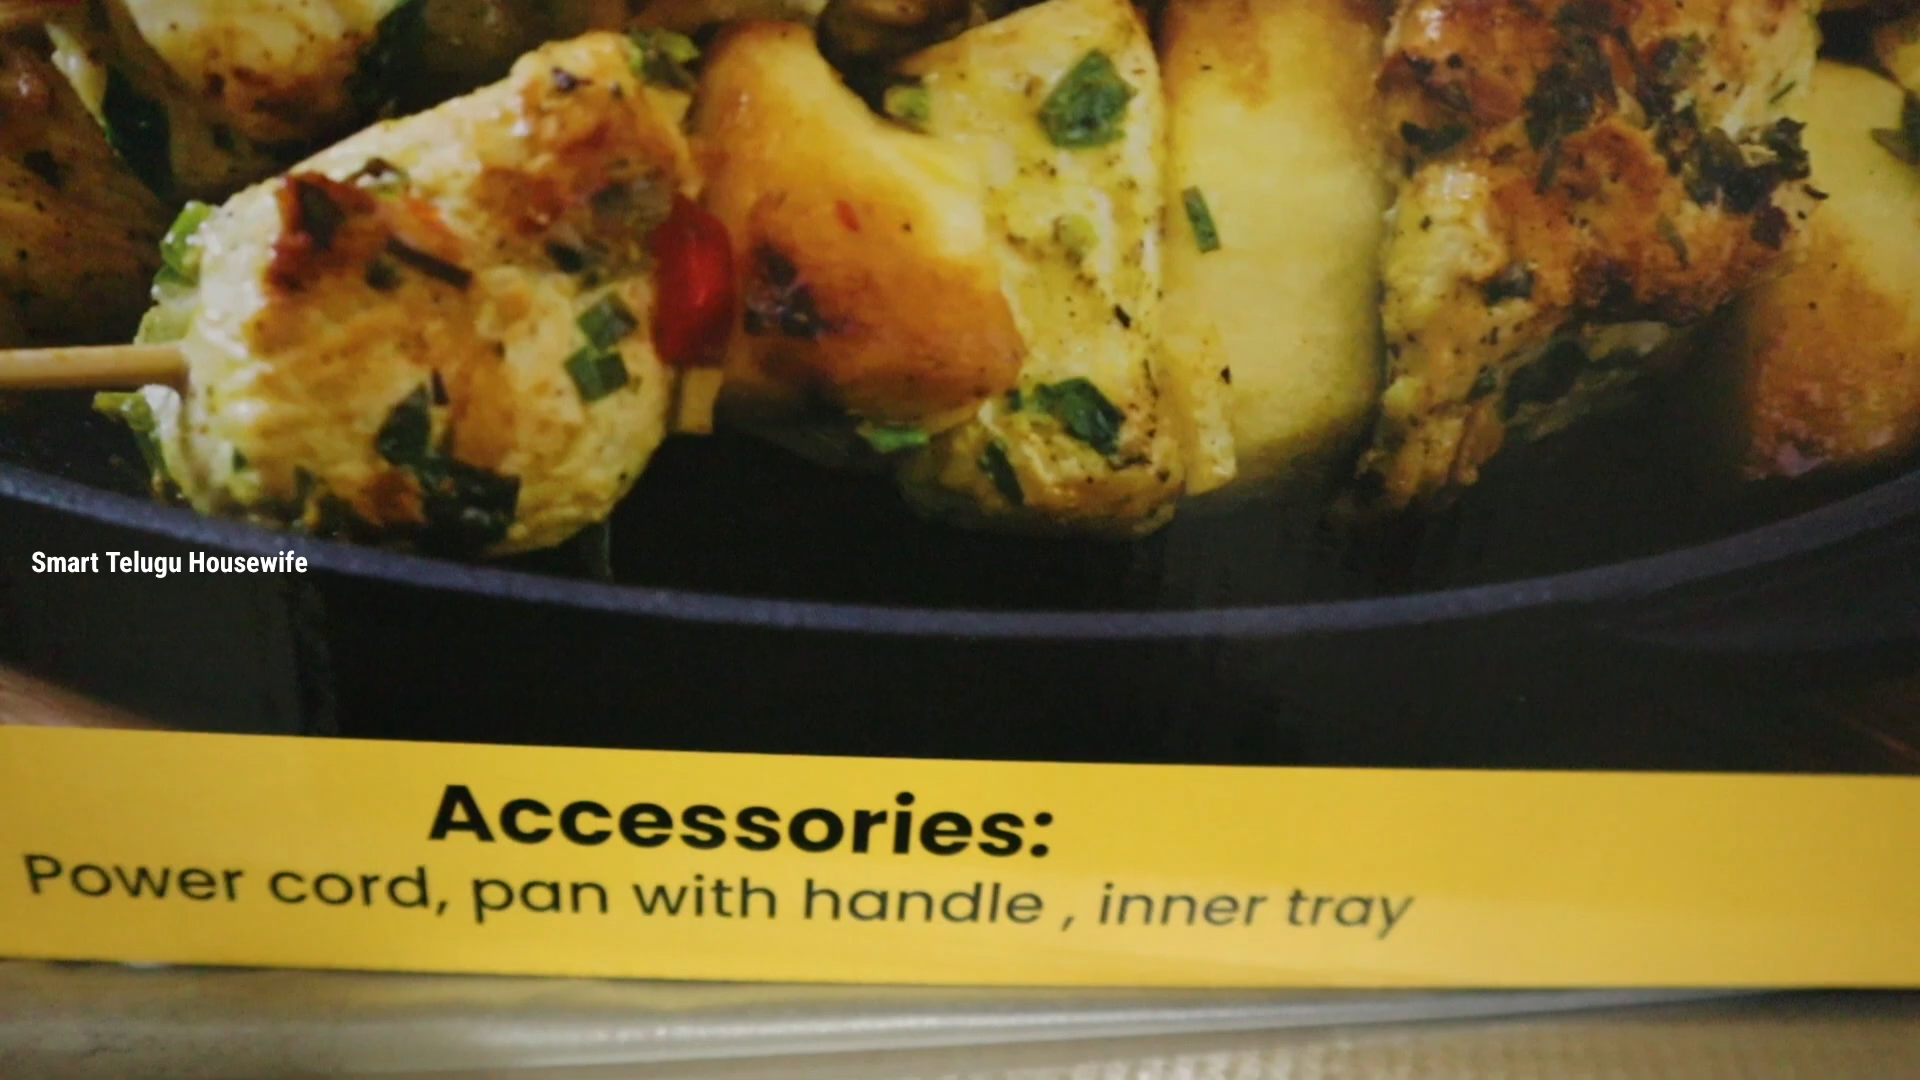 Smart Telugu Housewife
Accessories:
Power cord, pan with handle , inner tray